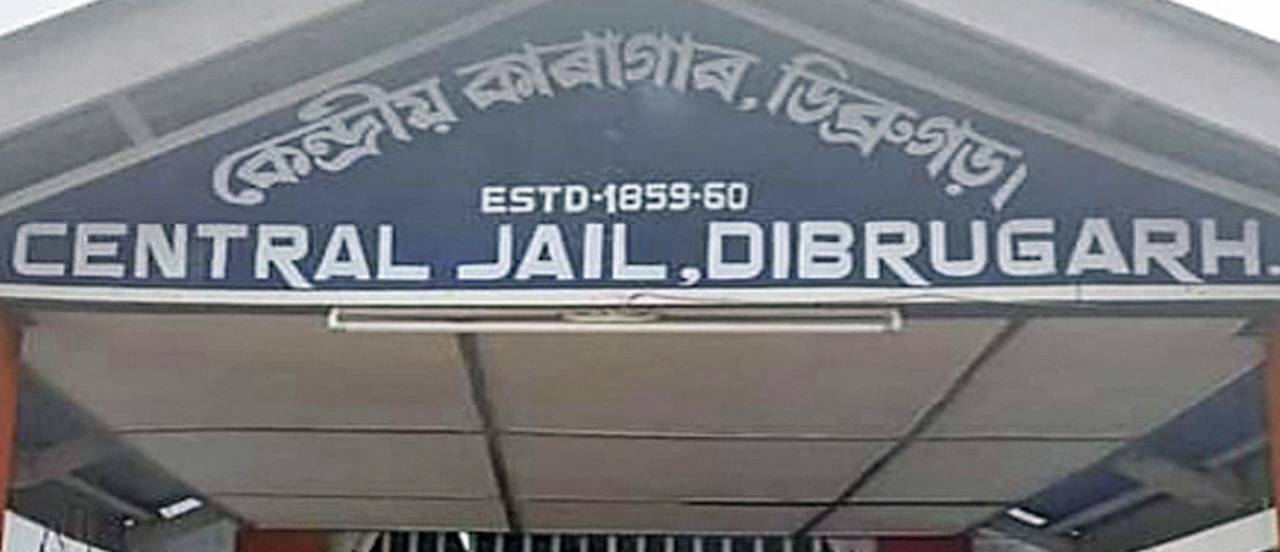 কেন্দ্ৰীয় কাৰাগাৰ, ডিব্ৰুগড়।
ESTD-1859-60
CENTRAL JAIL, DIBRUGARH.